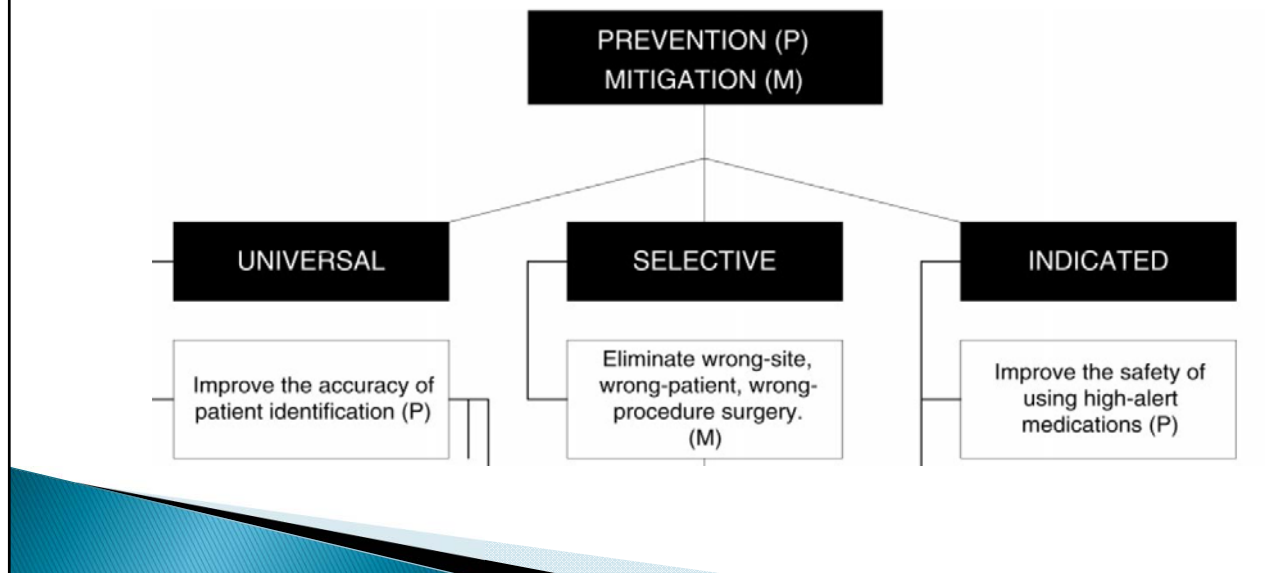 PREVENTION (P)
MITIGATION (M)
UNIVERSAL
SELECTIVE
INDICATED
Improve the accuracy of
patient identification (P)
Eliminate wrong-site,
wrong-patient, wrong-
procedure surgery.
(M)
Improve the safety of
using high-alert
medications (P)